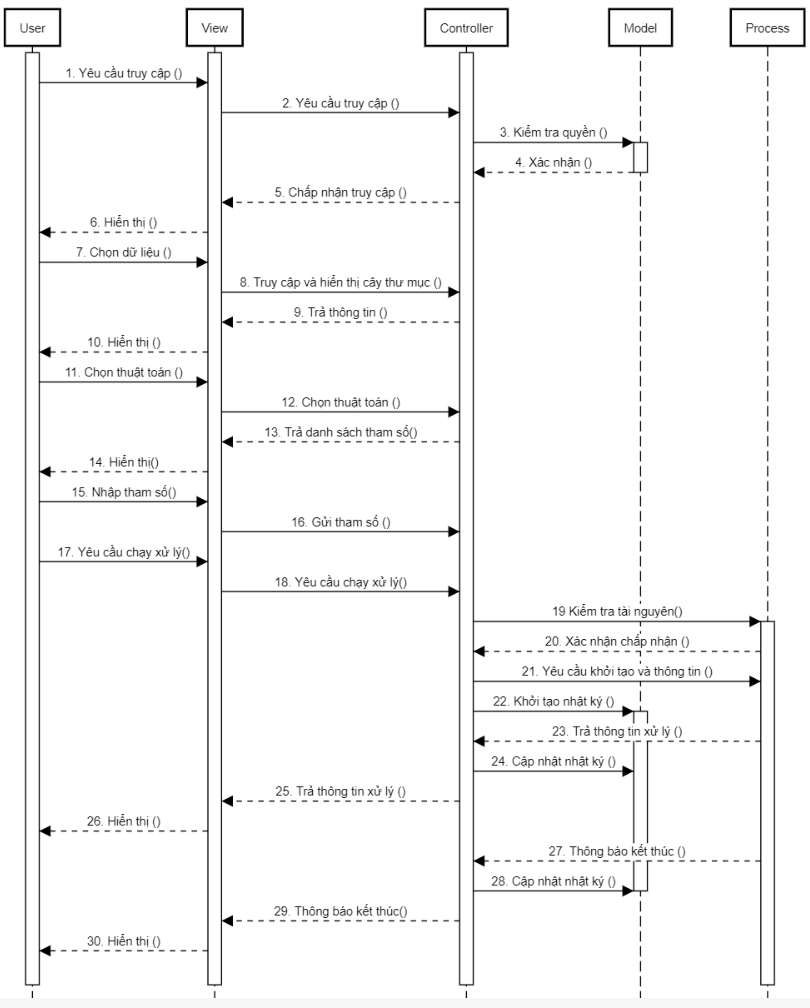 User
View
Controller
Model
Process
1. Yêu cầu truy cập ()
2. Yêu cầu truy cập ()
3. Kiểm tra quyền ()
4. Xác nhận ()
5. Chấp nhận truy cập ()
6. Hiển thị ()
7. Chọn dữ liệu ()
8. Truy cập và hiển thị cây thư mục ()
9. Trả thông tin ()
10. Hiển thị ()
11. Chọn thuật toán ()
12. Chọn thuật toán ()
13. Trả danh sách tham số()
14. Hiển thị()
15. Nhập tham số()
16. Gửi tham số ()
17. Yêu cầu chạy xử lý()
18. Yêu cầu chạy xử lý()
19 Kiểm tra tài nguyên()
20. Xác nhận chấp nhận ()
21. Yêu cầu khởi tạo và thông tin ()
22. Khởi tạo nhật ký ()
23. Trả thông tin xử lý ()
24. Cập nhật nhật ký ()
25. Trả thông tin xử lý ()
26. Hiển thị ()
27. Thông báo kết thúc ()
28. Cập nhật nhật ký ()
29. Thông báo kết thúc()
30. Hiển thị ()